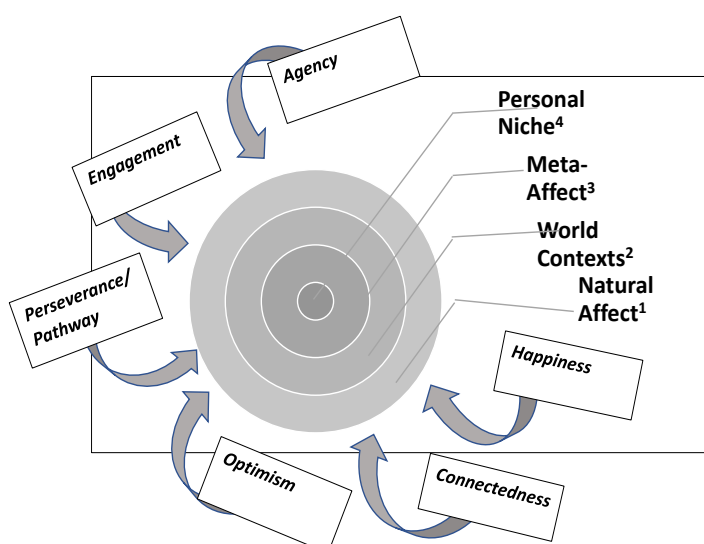 Agency
Personal
Niche4
Engagement
Meta-
Affect3
World
Contexts2
Natural
Affect1
Perseverance/
Pathway
Happiness
Optimism
Connectedness